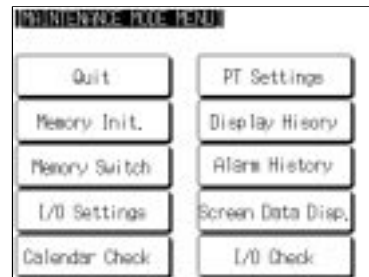 [MAINTENANCE MODE MENU]
Quit
PT Settings
Memory Init.
Display Hisory
Memory Switch
Alarm History
I/O Settings
Screen Data Disp.
Calendar Check
I/O Check